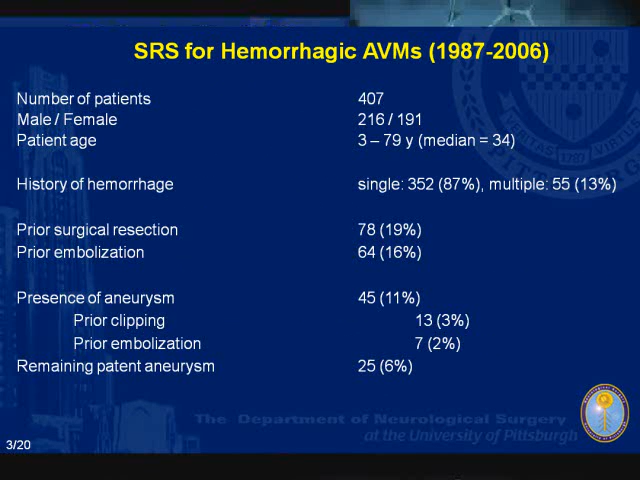 SRS for Hemorrhagic AVMs (1987-2006)
Number of patients 407
Male / Female 216 / 191
Patient age 3 – 79 y (median = 34)
History of hemorrhage single: 352 (87%), multiple: 55 (13%)
Prior surgical resection 78 (19%)
Prior embolization 64 (16%)
Presence of aneurysm 45 (11%)
Prior clipping 13 (3%)
Prior embolization 7 (2%)
Remaining patent aneurysm 25 (6%)
The Department of Neurological Surgery
at the University of Pittsburgh
3/20